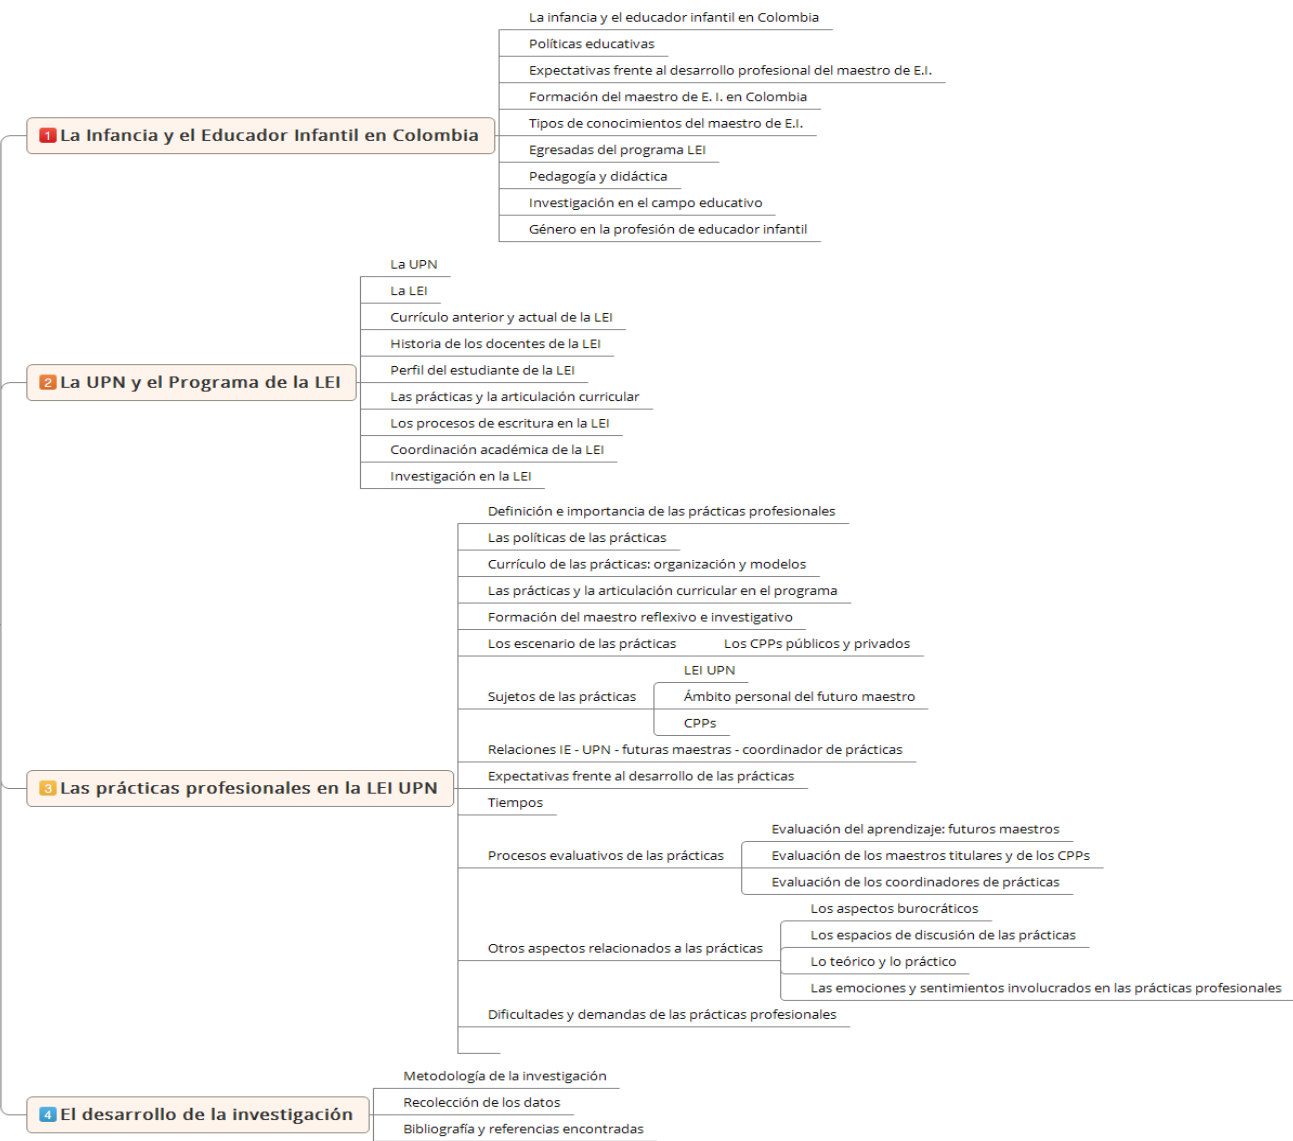 La infancia y el educador infantil en Colombia
Políticas educativas
Expectativas frente al desarrollo profesional del maestro de E.I.
Formación del maestro de E. I. en Colombia
Tipos de conocimientos del maestro de E.I.
1 La Infancia y el Educador Infantil en Colombia
Egresadas del programa LEI
Pedagogía y didáctica
Investigación en el campo educativo
Género en la profesión de educador infantil
La UPN
La LEI
Currículo anterior y actual de la LEI
Historia de los docentes de la LEI
Perfil del estudiante de la LEI
2 La UPN y el Programa de la LEI
Las prácticas y la articulación curricular
Los procesos de escritura en la LEI
Coordinación académica de la LEI
Investigación en la LEI
Definición e importancia de las prácticas profesionales
Las políticas de las prácticas
Currículo de las prácticas: organización y modelos
Las prácticas y la articulación curricular en el programa
Formación del maestro reflexivo e investigativo
Los escenario de las prácticas
Los CPPs públicos y privados
LEI UPN
Sujetos de las prácticas
Ámbito personal del futuro maestro
CPPs
Relaciones IE - UPN - futuras maestras - coordinador de prácticas
Expectativas frente al desarrollo de las prácticas
3 Las prácticas profesionales en la LEI UPN
Tiempos
Evaluación del aprendizaje: futuros maestros
Procesos evaluativos de las prácticas
Evaluación de los maestros titulares y de los CPPs
Evaluación de los coordinadores de prácticas
Los aspectos burocráticos
Los espacios de discusión de las prácticas
Otros aspectos relacionados a las prácticas
Lo teórico y lo práctico
Las emociones y sentimientos involucrados en las prácticas profesionales
Dificultades y demandas de las prácticas profesionales
Metodología de la investigación
Recolección de los datos
4 El desarrollo de la investigación
Bibliografía y referencias encontradas